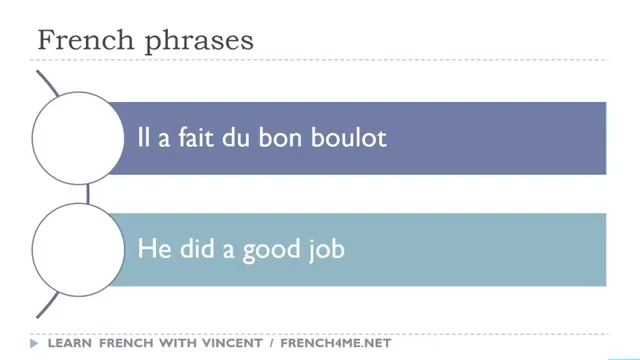 French phrases
Il a fait du bon boulot
He did a good job
LEARN FRENCH WITH VINCENT / FRENCH4ME.NET